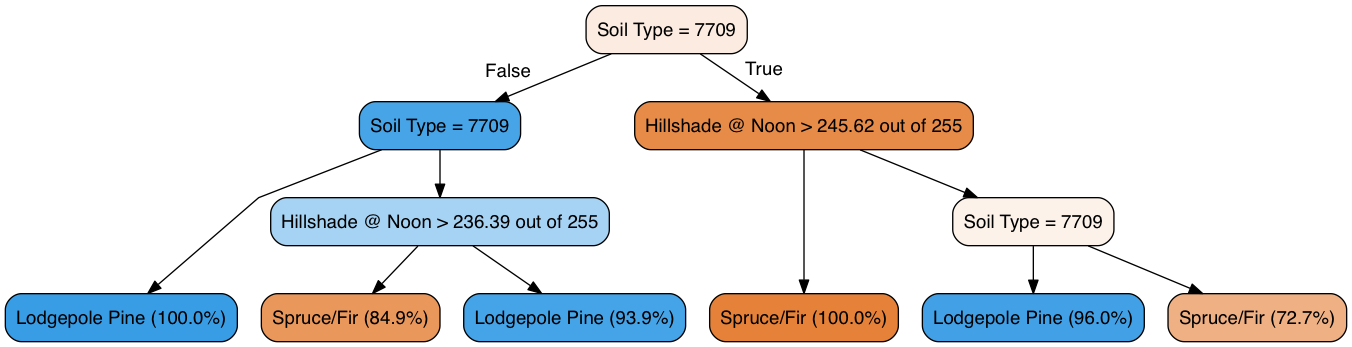 Soil Type = 7709
False
True
Soil Type = 7709
Hillshade @ Noon > 245.62 out of 255
Hillshade @ Noon > 236.39 out of 255
Soil Type = 7709
Lodgepole Pine (100.0%)
Spruce/Fir (84.9%)
Lodgepole Pine (93.9%)
Spruce/Fir (100.0%)
Lodgepole Pine (96.0%)
Spruce/Fir (72.7%)